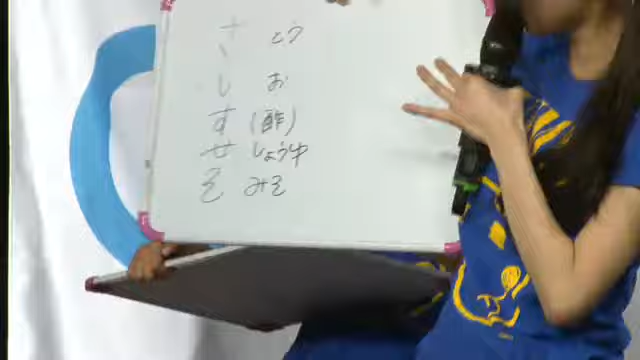 さ とう
し お
す (酢)
せ しょうゆ
そ みそ